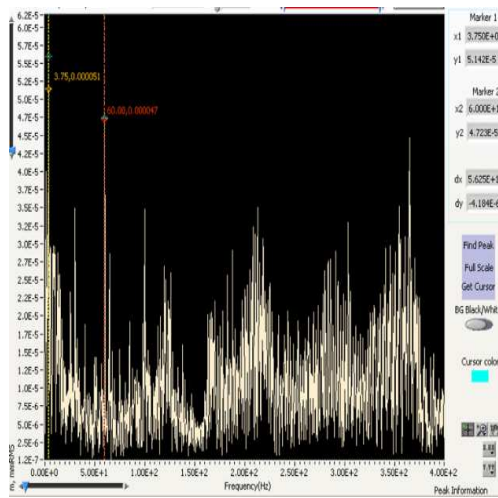 6.2E-5
6.0E-5
5.7E-5
5.5E-5
5.2E-5
5.0E-5
4.7E-5
4.5E-5
4.2E-5
4.0E-5
3.7E-5
3.5E-5
3.2E-5
3.0E-5
2.7E-5
2.5E-5
2.2E-5
2.0E-5
1.7E-5
1.5E-5
1.2E-5
1.0E-5
7.5E-6
5.0E-6
2.5E-6
1.2E-7
m, mmRMS
3.75,0.000051
60.00,0.000047
0.00E+0
5.00E+1
1.00E+2
1.50E+2
2.00E+2
2.50E+2
3.00E+2
3.50E+2
4.00E+2
Frequency(Hz)
Marker 1
x1 3.750E+0
y1 5.142E-5
Marker 2
x2 6.000E+1
y2 4.723E-5
dx 5.625E+1
dy -4.184E-6
Find Peak
Full Scale
Get Cursor
BG Black/Whit
Cursor color
Peak Information